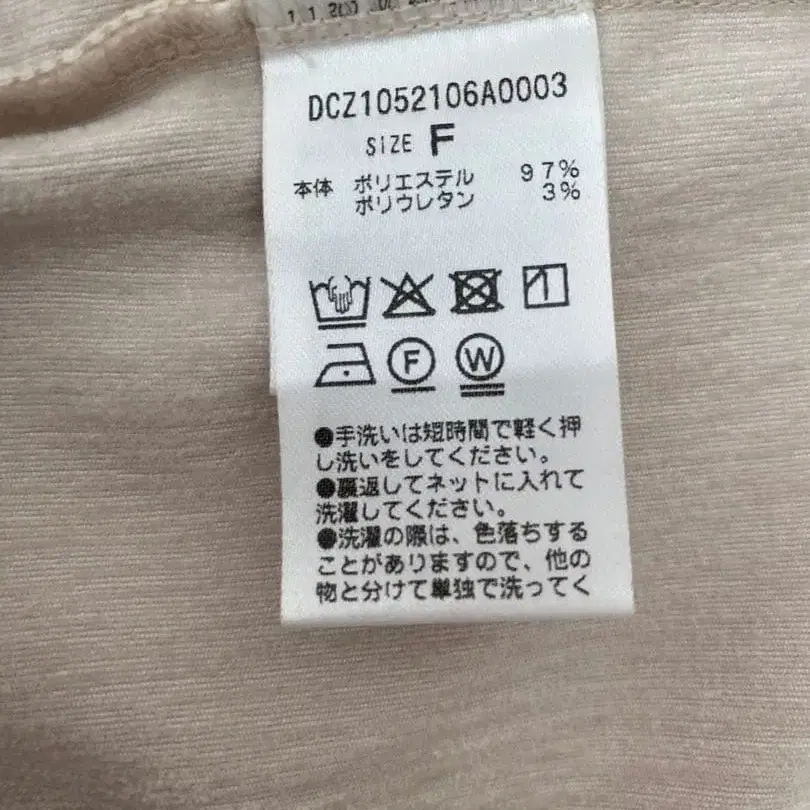 DCZ1052106A0003
SIZE F
本体 ポリエステル 97%
ポリウレタン 3%
F W
●手洗いは短時間で軽く押
し洗いをしてください。
●裏返してネットに入れて
洗濯してください。
●洗濯の際は、色落ちする
ことがありますので、他の
物と分けて単独で洗ってく